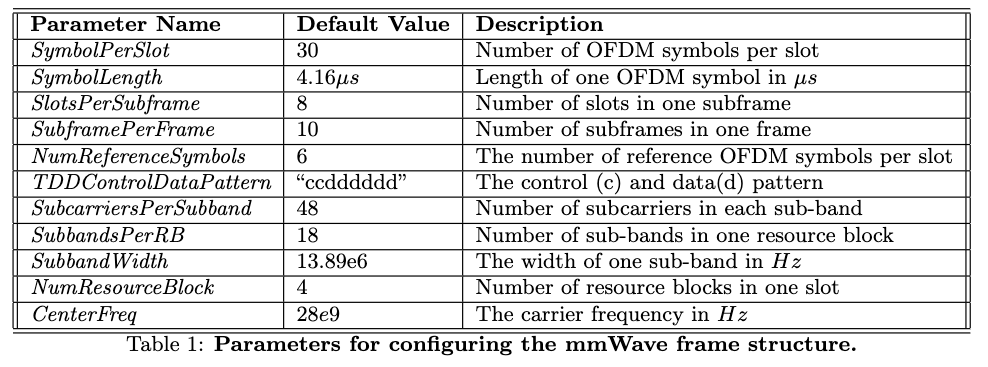 Parameter Name Default Value Description
SymbolPerSlot 30 Number of OFDM symbols per slot
SymbolLength 4.16μs Length of one OFDM symbol in μs
SlotsPerSubframe 8 Number of slots in one subframe
SubframePerFrame 10 Number of subframes in one frame
NumReferenceSymbols 6 The number of reference OFDM symbols per slot
TDDControlDataPattern “ccdddddd” The control (c) and data(d) pattern
SubcarriersPerSubband 48 Number of subcarriers in each sub-band
SubbandsPerRB 18 Number of sub-bands in one resource block
SubbandWidth 13.89e6 The width of one sub-band in Hz
NumResourceBlock 4 Number of resource blocks in one slot
CenterFreq 28e9 The carrier frequency in Hz
Table 1: Parameters for configuring the mmWave frame structure.